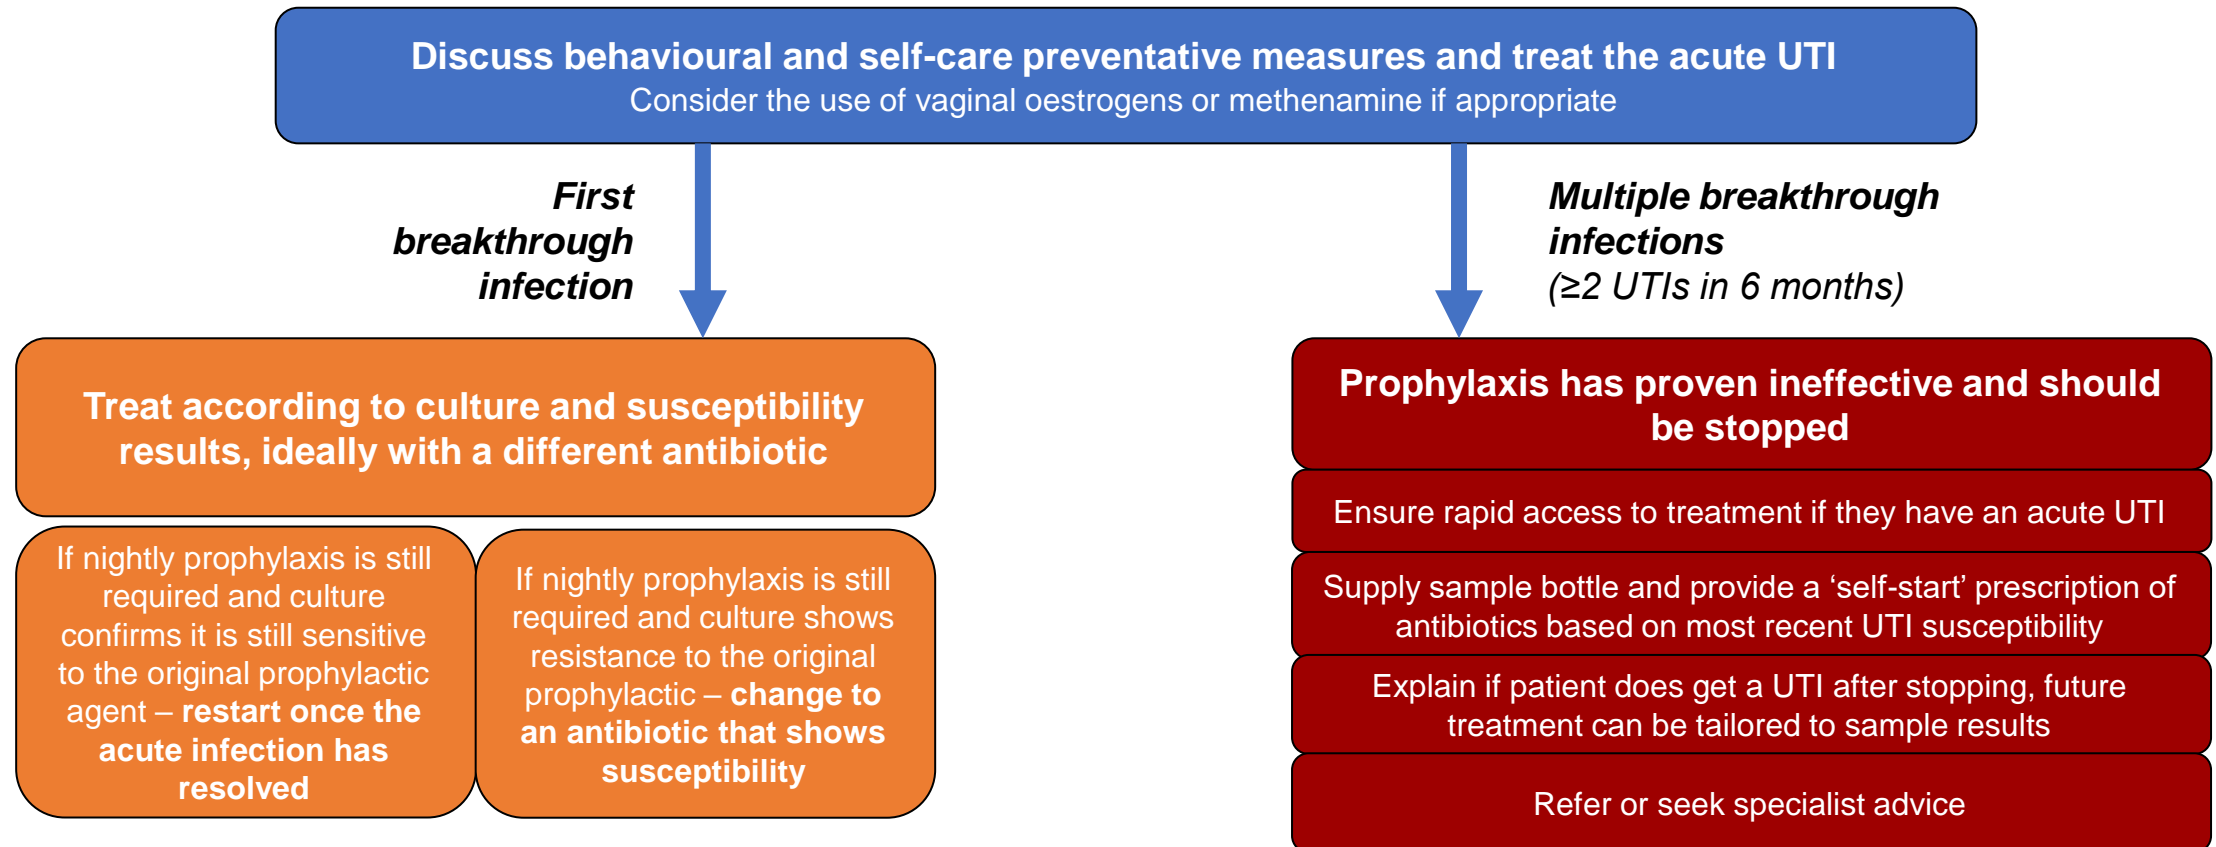 Discuss behavioural and self-care preventative measures and treat the acute UTI
Consider the use of vaginal oestrogens or methenamine if appropriate
First
breakthrough
infection
Multiple breakthrough
infections
(≥2 UTIs in 6 months)
Treat according to culture and susceptibility
results, ideally with a different antibiotic
If nightly prophylaxis is still
required and culture
confirms it is still sensitive
to the original prophylactic
agent – restart once the
acute infection has
resolved
If nightly prophylaxis is still
required and culture shows
resistance to the original
prophylactic – change to
an antibiotic that shows
susceptibility
Prophylaxis has proven ineffective and should
be stopped
Ensure rapid access to treatment if they have an acute UTI
Supply sample bottle and provide a ‘self-start’ prescription of
antibiotics based on most recent UTI susceptibility
Explain if patient does get a UTI after stopping, future
treatment can be tailored to sample results
Refer or seek specialist advice